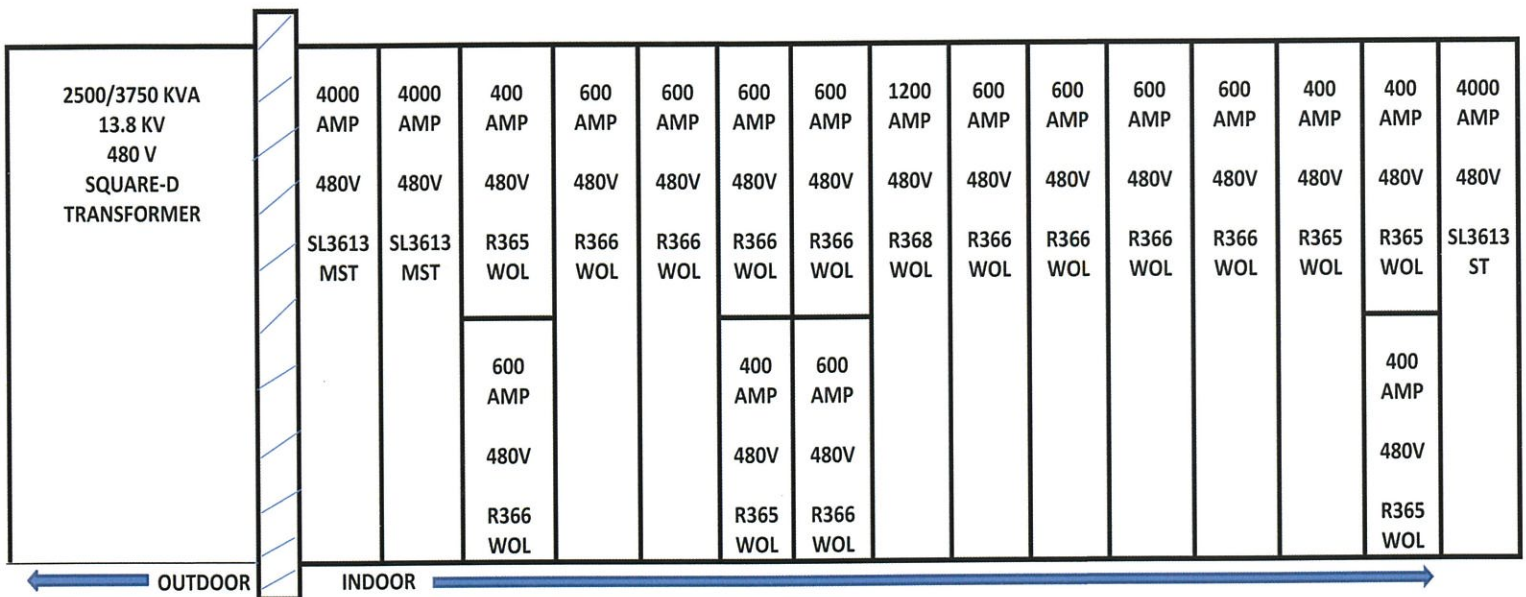 2500/3750 KVA
13.8 KV
480 V
SQUARE-D
TRANSFORMER
4000
AMP
480V
SL3613
MST
4000
AMP
480V
SL3613
MST
400
AMP
480V
R365
WOL
600
AMP
480V
R366
WOL
600
AMP
480V
R366
WOL
600
AMP
480V
R366
WOL
600
AMP
480V
R366
WOL
400
AMP
480V
R365
WOL
600
AMP
480V
R366
WOL
600
AMP
480V
R366
WOL
1200
AMP
480V
R368
WOL
600
AMP
480V
R366
WOL
600
AMP
480V
R366
WOL
600
AMP
480V
R366
WOL
600
AMP
480V
R366
WOL
400
AMP
480V
R365
WOL
400
AMP
480V
R365
WOL
400
AMP
480V
R365
WOL
4000
AMP
480V
SL3613
ST
OUTDOOR
INDOOR